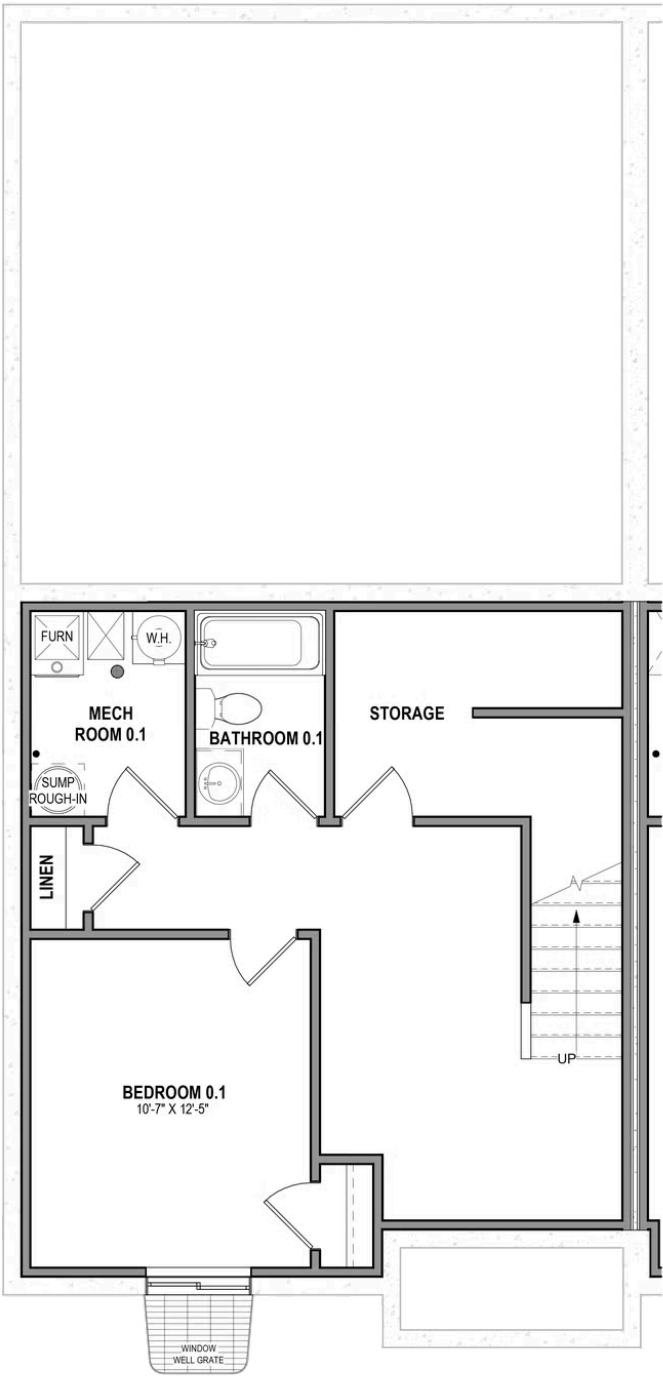 FURN
W.H.
MECH
ROOM 0.1
BATHROOM 0.1
STORAGE
SUMP
ROUGH-IN
LINEN
UP
BEDROOM 0.1
10'-7" X 12'-5"
WINDOW
WELL GRATE